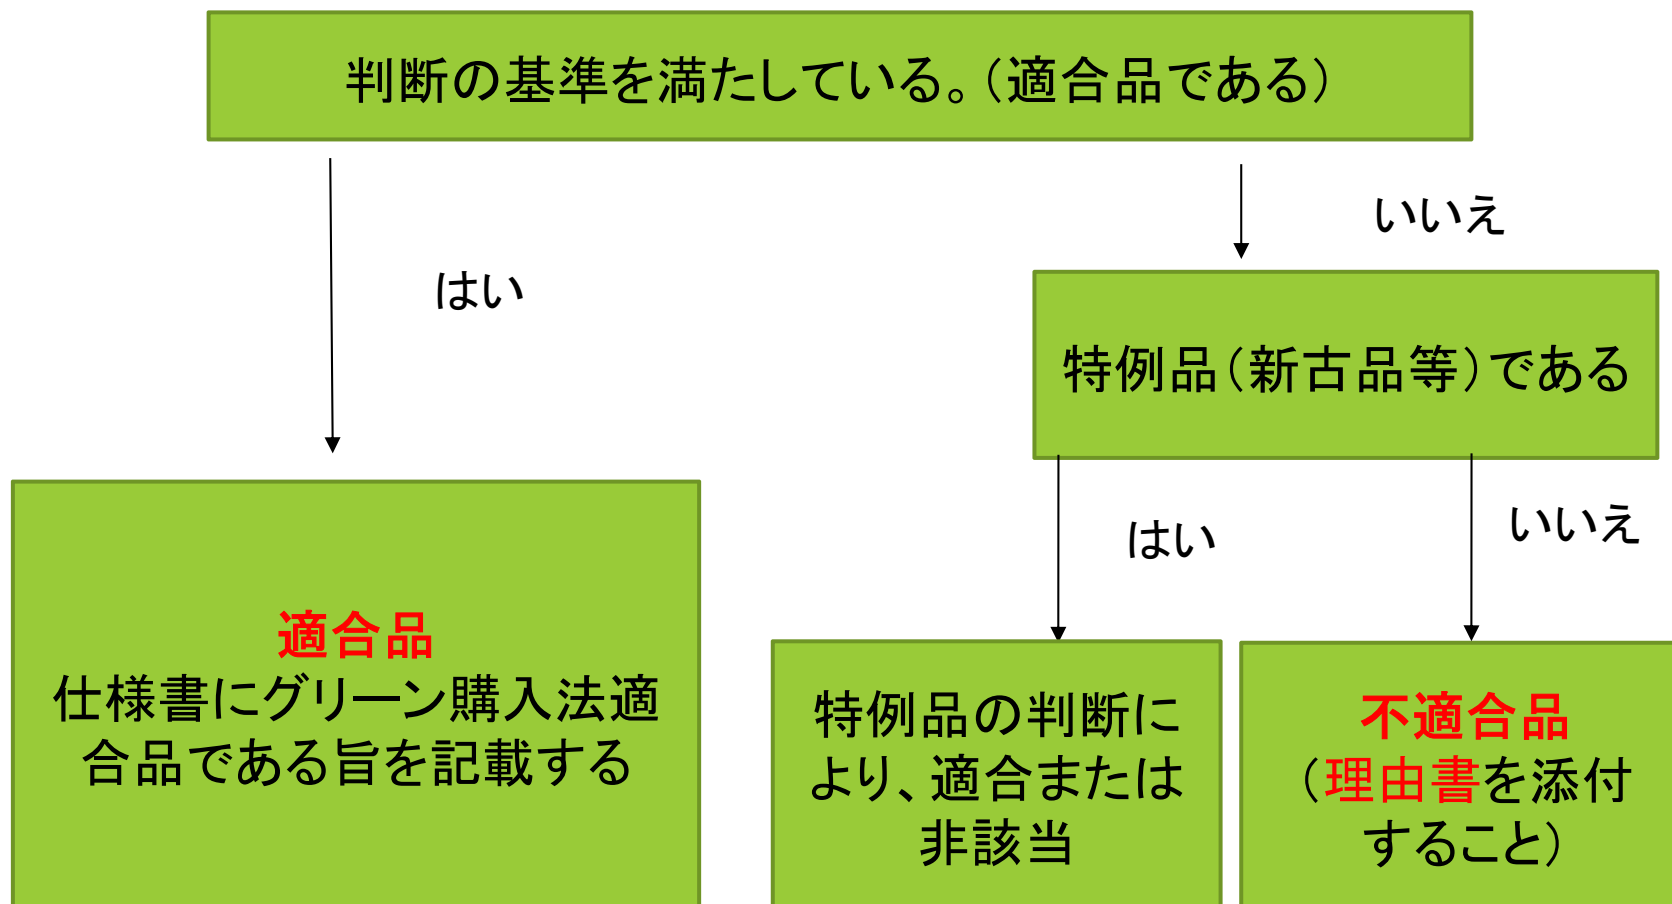 判断の基準を満たしている。（適合品である）
はい
いいえ
特例品（新古品等）である
はい
いいえ
適合品
仕様書にグリーン購入法適
合品である旨を記載する
特例品の判断に
より、適合または
非該当
不適合品
（理由書を添付
すること）